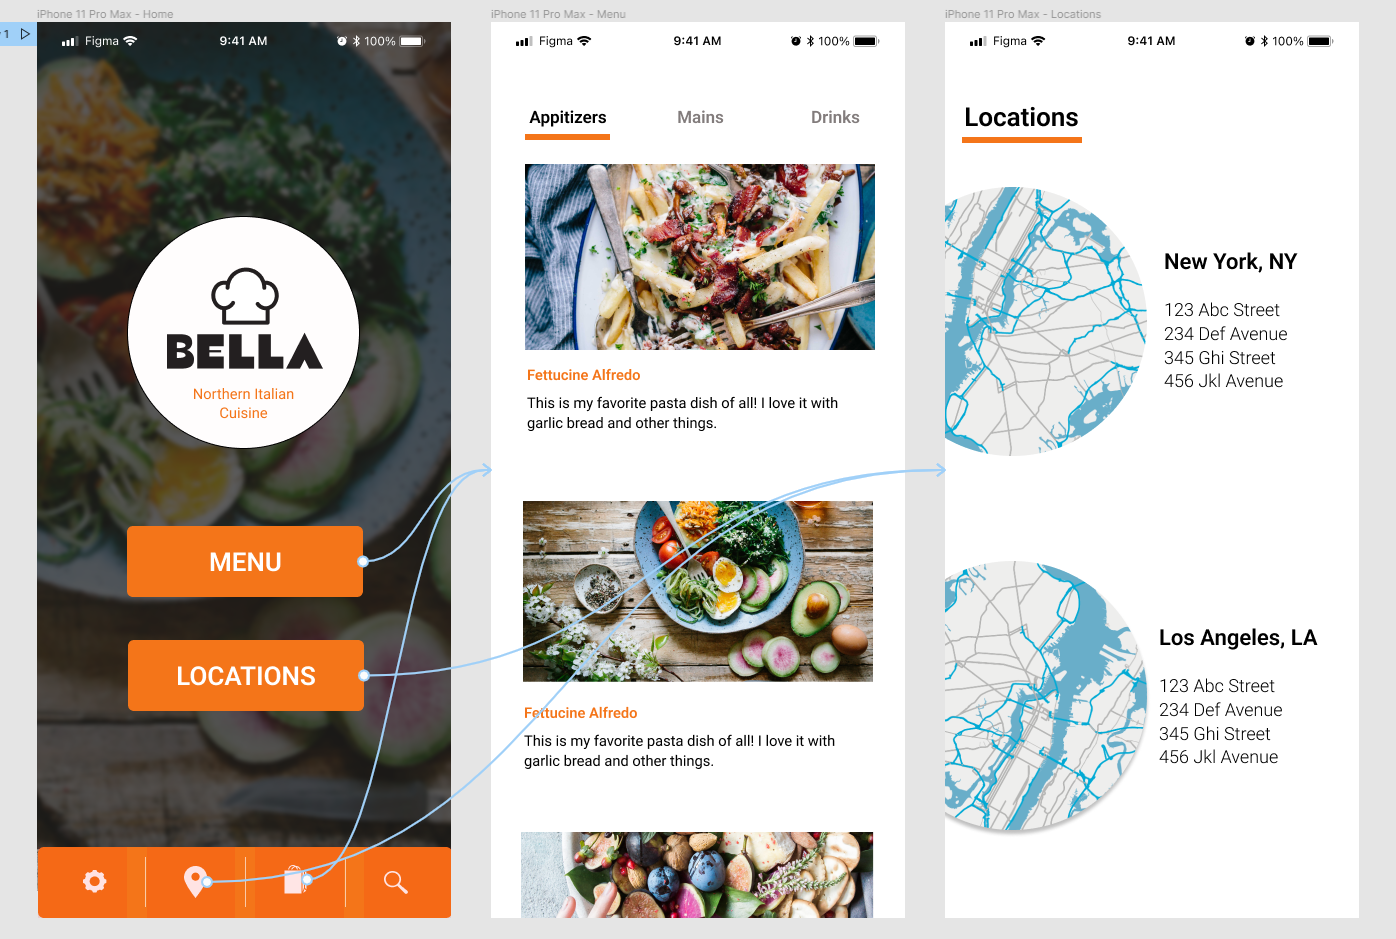 iPhone 11 Pro Max - Home
1
Figma
9:41 AM
100%
BELLA
Northern Italian
Cuisine
MENU
LOCATIONS
iPhone 11 Pro Max - Menu
Figma
9:41 AM
100%
Appitizers
Mains
Drinks
Fettucine Alfredo
This is my favorite pasta dish of all! I love it with
garlic bread and other things.
Fettucine Alfredo
This is my favorite pasta dish of all! I love it with
garlic bread and other things.
iPhone 11 Pro Max - Locations
Figma
9:41 AM
100%
Locations
New York, NY
123 Abc Street
234 Def Avenue
345 Ghi Street
456 Jkl Avenue
Los Angeles, LA
123 Abc Street
234 Def Avenue
345 Ghi Street
456 Jkl Avenue